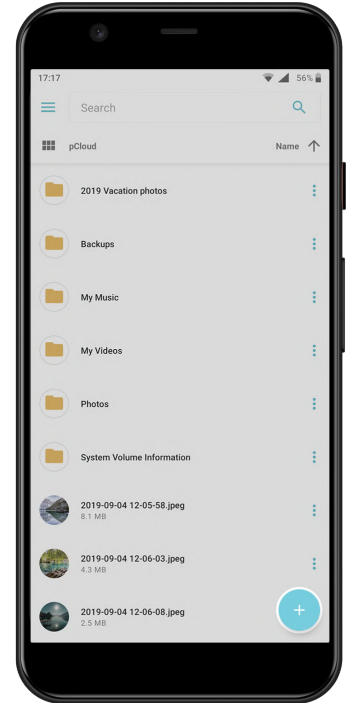 17:17 56%
Search
pCloud Name
2019 Vacation photos
Backups
My Music
My Videos
Photos
System Volume Information
2019-09-04 12-05-58.jpeg
8.1 MB
2019-09-04 12-06-03.jpeg
4.3 MB
2019-09-04 12-06-08.jpeg
2.5 MB